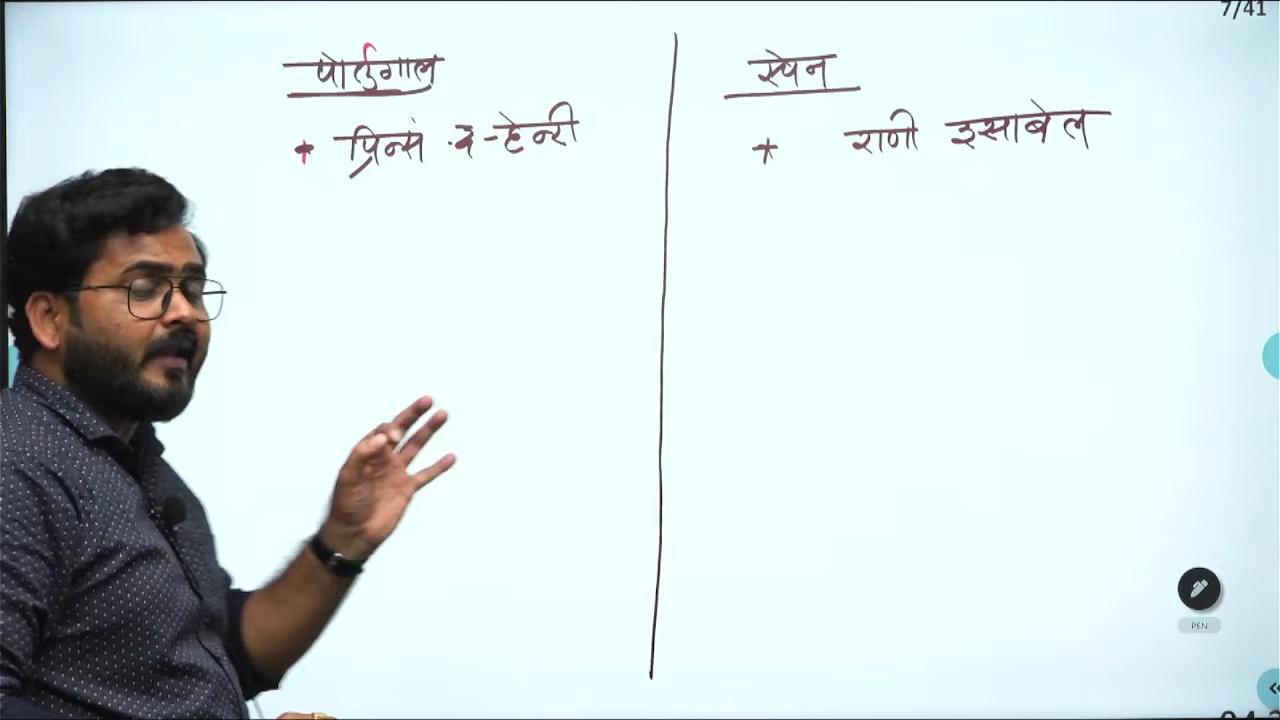 7/41
पोर्तुगाल
स्पेन
* प्रिन्स द-हेन्री
* राणी इसाबेल
PEN